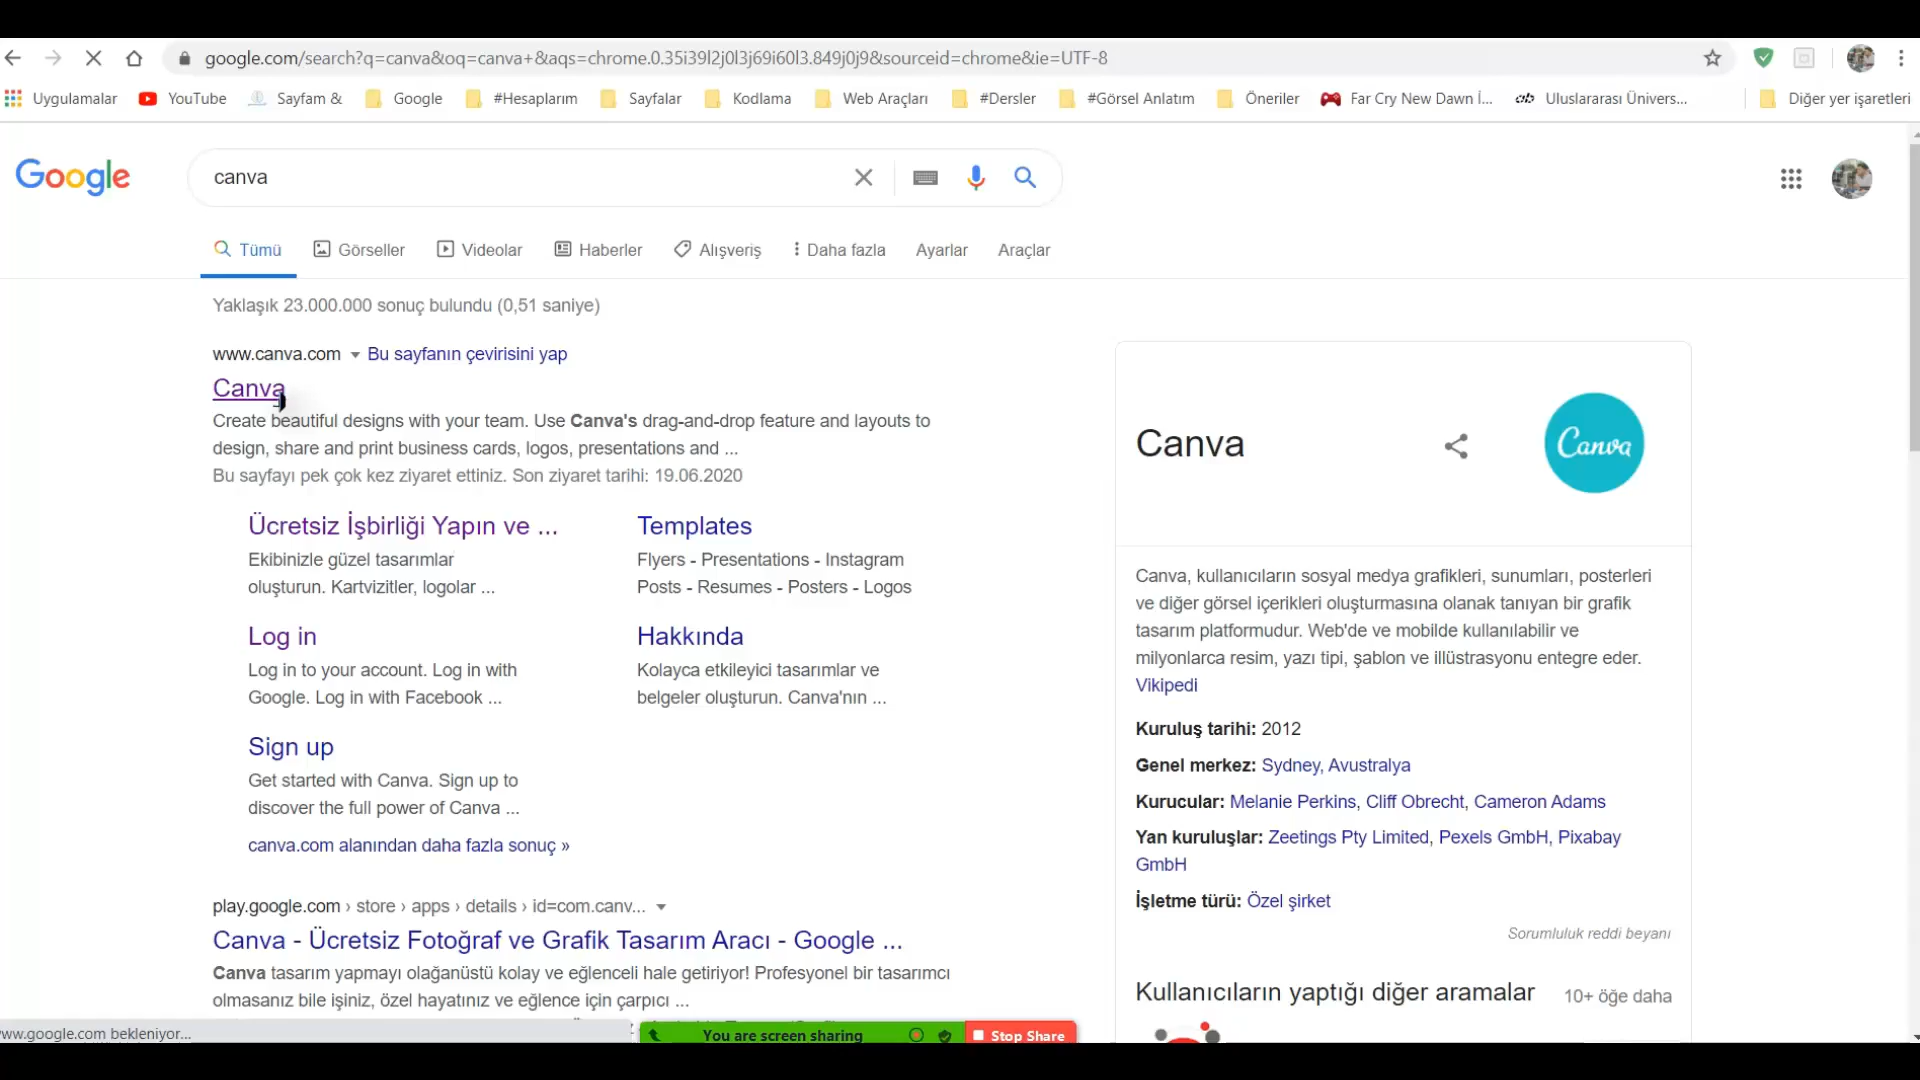 google.com/search?q=canva&oq=canva+&aqs=chrome.0.35i39l2j0l3j69i60l3.849j0j9&sourceid=chrome&ie=UTF-8
Uygulamalar YouTube Sayfam & Google #Hesaplarım Sayfalar Kodlama Web Araçları #Dersler #Görsel Anlatım Öneriler Far Cry New Dawn İ... Uluslararası Ünivers... Diğer yer işaretleri
Google canva
Tümü Görseller Videolar Haberler Alışveriş Daha fazla Ayarlar Araçlar
Yaklaşık 23.000.000 sonuç bulundu (0,51 saniye)
www.canva.com Bu sayfanın çevirisini yap
Canva
Create beautiful designs with your team. Use Canva's drag-and-drop feature and layouts to
design, share and print business cards, logos, presentations and ...
Bu sayfayı pek çok kez ziyaret ettiniz. Son ziyaret tarihi: 19.06.2020
Ücretsiz İşbirliği Yapın ve ...
Ekibinizle güzel tasarımlar
oluşturun. Kartvizitler, logolar ...
Templates
Flyers - Presentations - Instagram
Posts - Resumes - Posters - Logos
Log in
Log in to your account. Log in with
Google. Log in with Facebook ...
Hakkında
Kolayca etkileyici tasarımlar ve
belgeler oluşturun. Canva'nın ...
Sign up
Get started with Canva. Sign up to
discover the full power of Canva ...
canva.com alanından daha fazla sonuç »
play.google.com › store › apps › details › id=com.canv...
Canva - Ücretsiz Fotoğraf ve Grafik Tasarım Aracı - Google ...
Canva tasarım yapmayı olağanüstü kolay ve eğlenceli hale getiriyor! Profesyonel bir tasarımcı
olmasanız bile işiniz, özel hayatınız ve eğlence için çarpıcı ...
Canva
Canva
Canva, kullanıcıların sosyal medya grafikleri, sunumları, posterleri
ve diğer görsel içerikleri oluşturmasına olanak tanıyan bir grafik
tasarım platformudur. Web'de ve mobilde kullanılabilir ve
milyonlarca resim, yazı tipi, şablon ve illüstrasyonu entegre eder.
Vikipedi
Kuruluş tarihi: 2012
Genel merkez: Sydney, Avustralya
Kurucular: Melanie Perkins, Cliff Obrecht, Cameron Adams
Yan kuruluşlar: Zeetings Pty Limited, Pexels GmbH, Pixabay
GmbH
İşletme türü: Özel şirket
Sorumluluk reddi beyanı
Kullanıcıların yaptığı diğer aramalar 10+ öğe daha
www.google.com bekleniyor...
You are screen sharing Stop Share